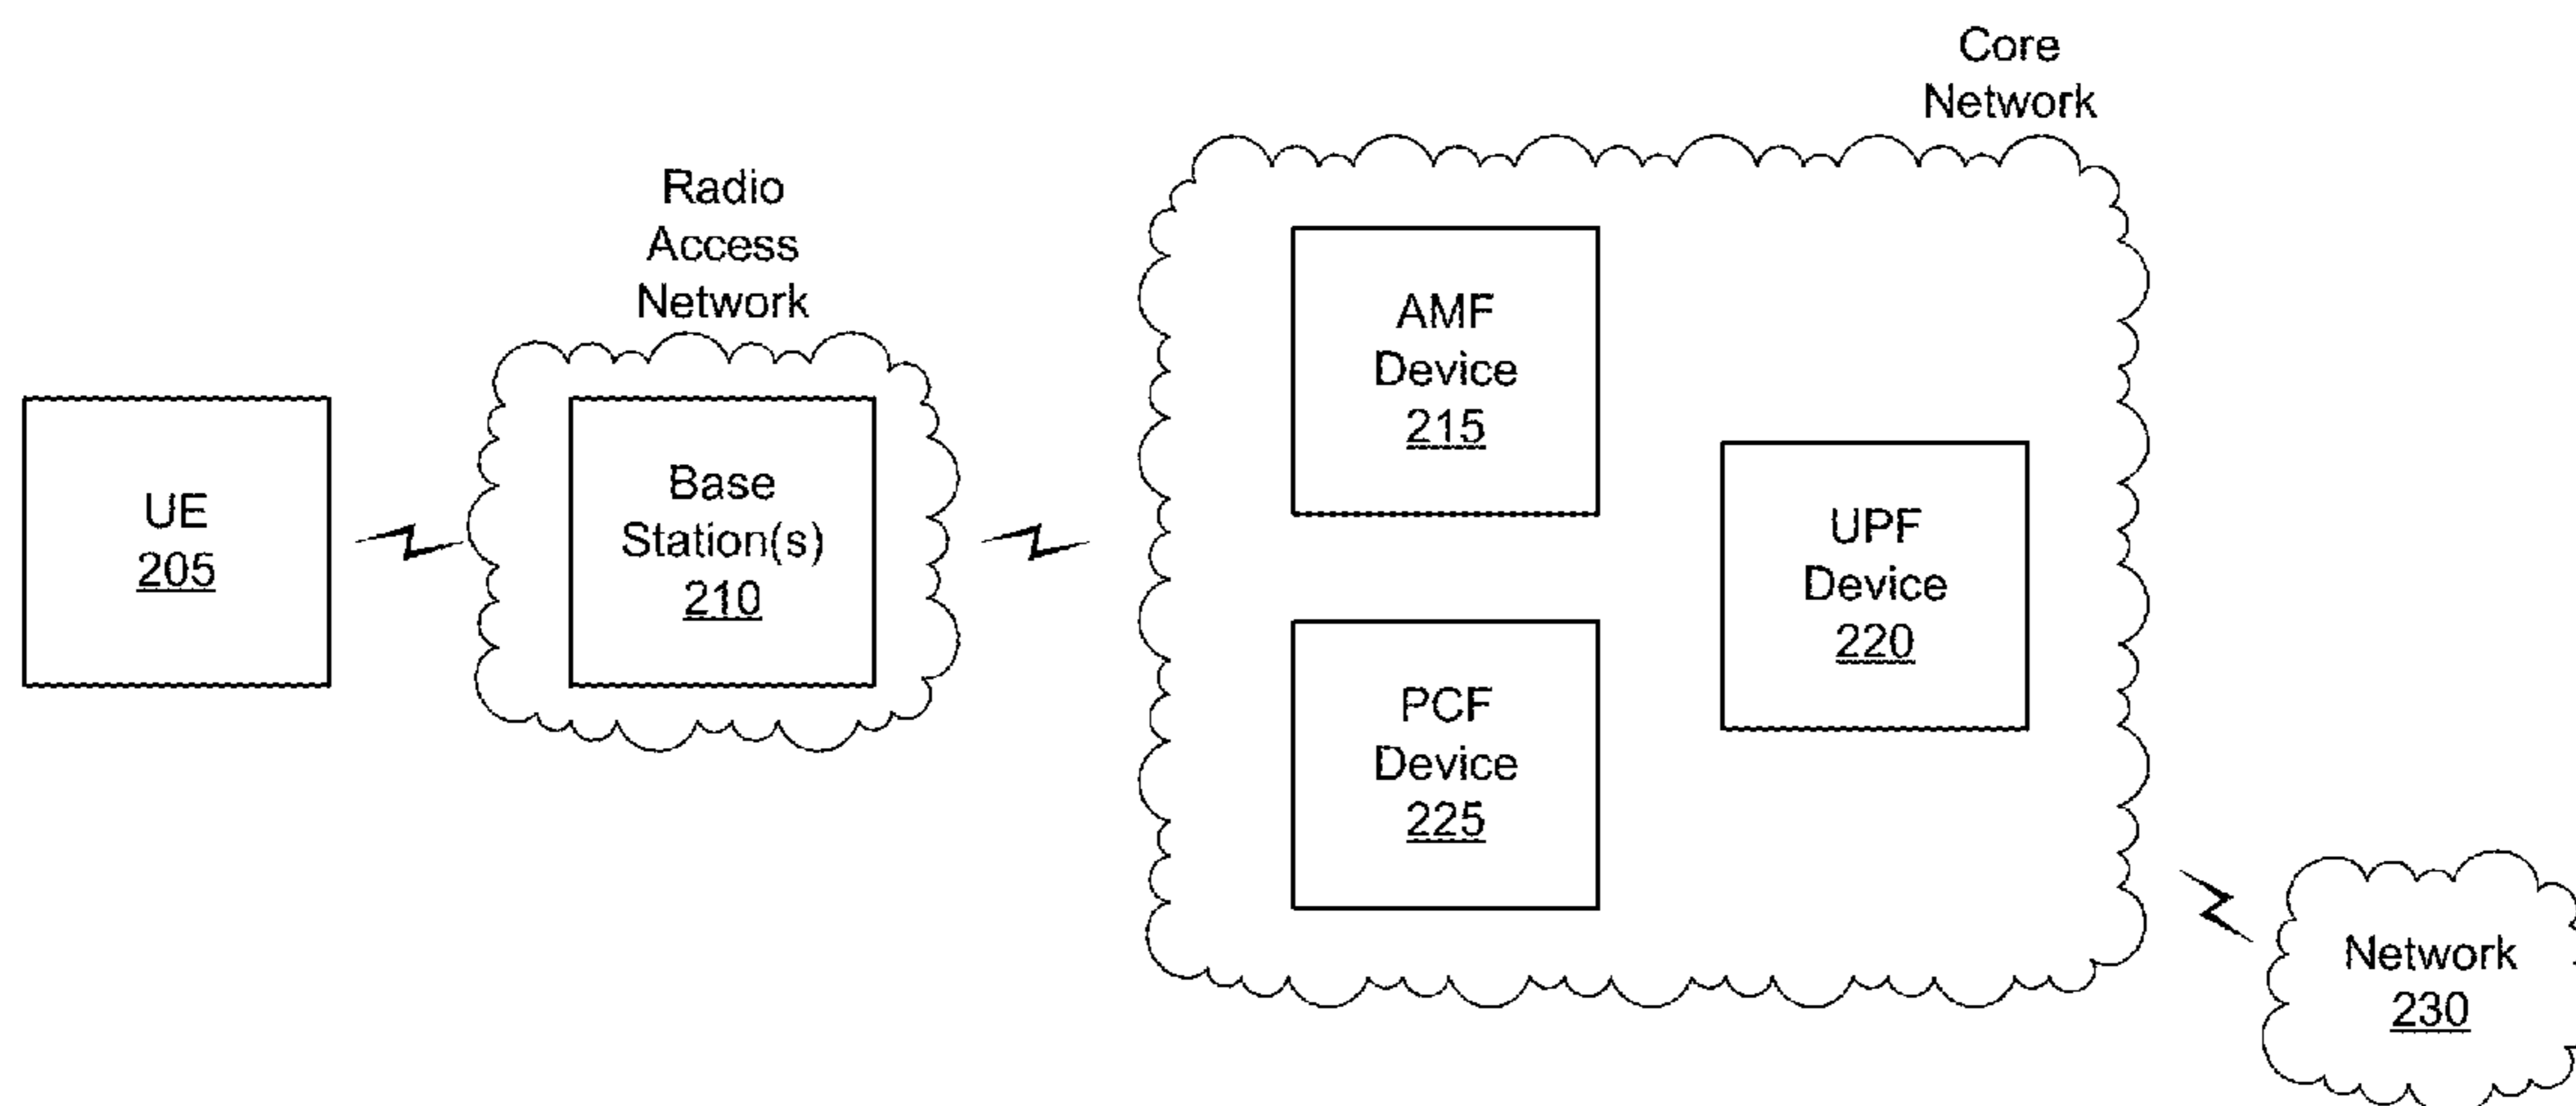 Core
Network
Radio
Access
Network
AMF
Device
215
UE
205
Base
Station(s)
210
UPF
Device
220
PCF
Device
225
Network
230